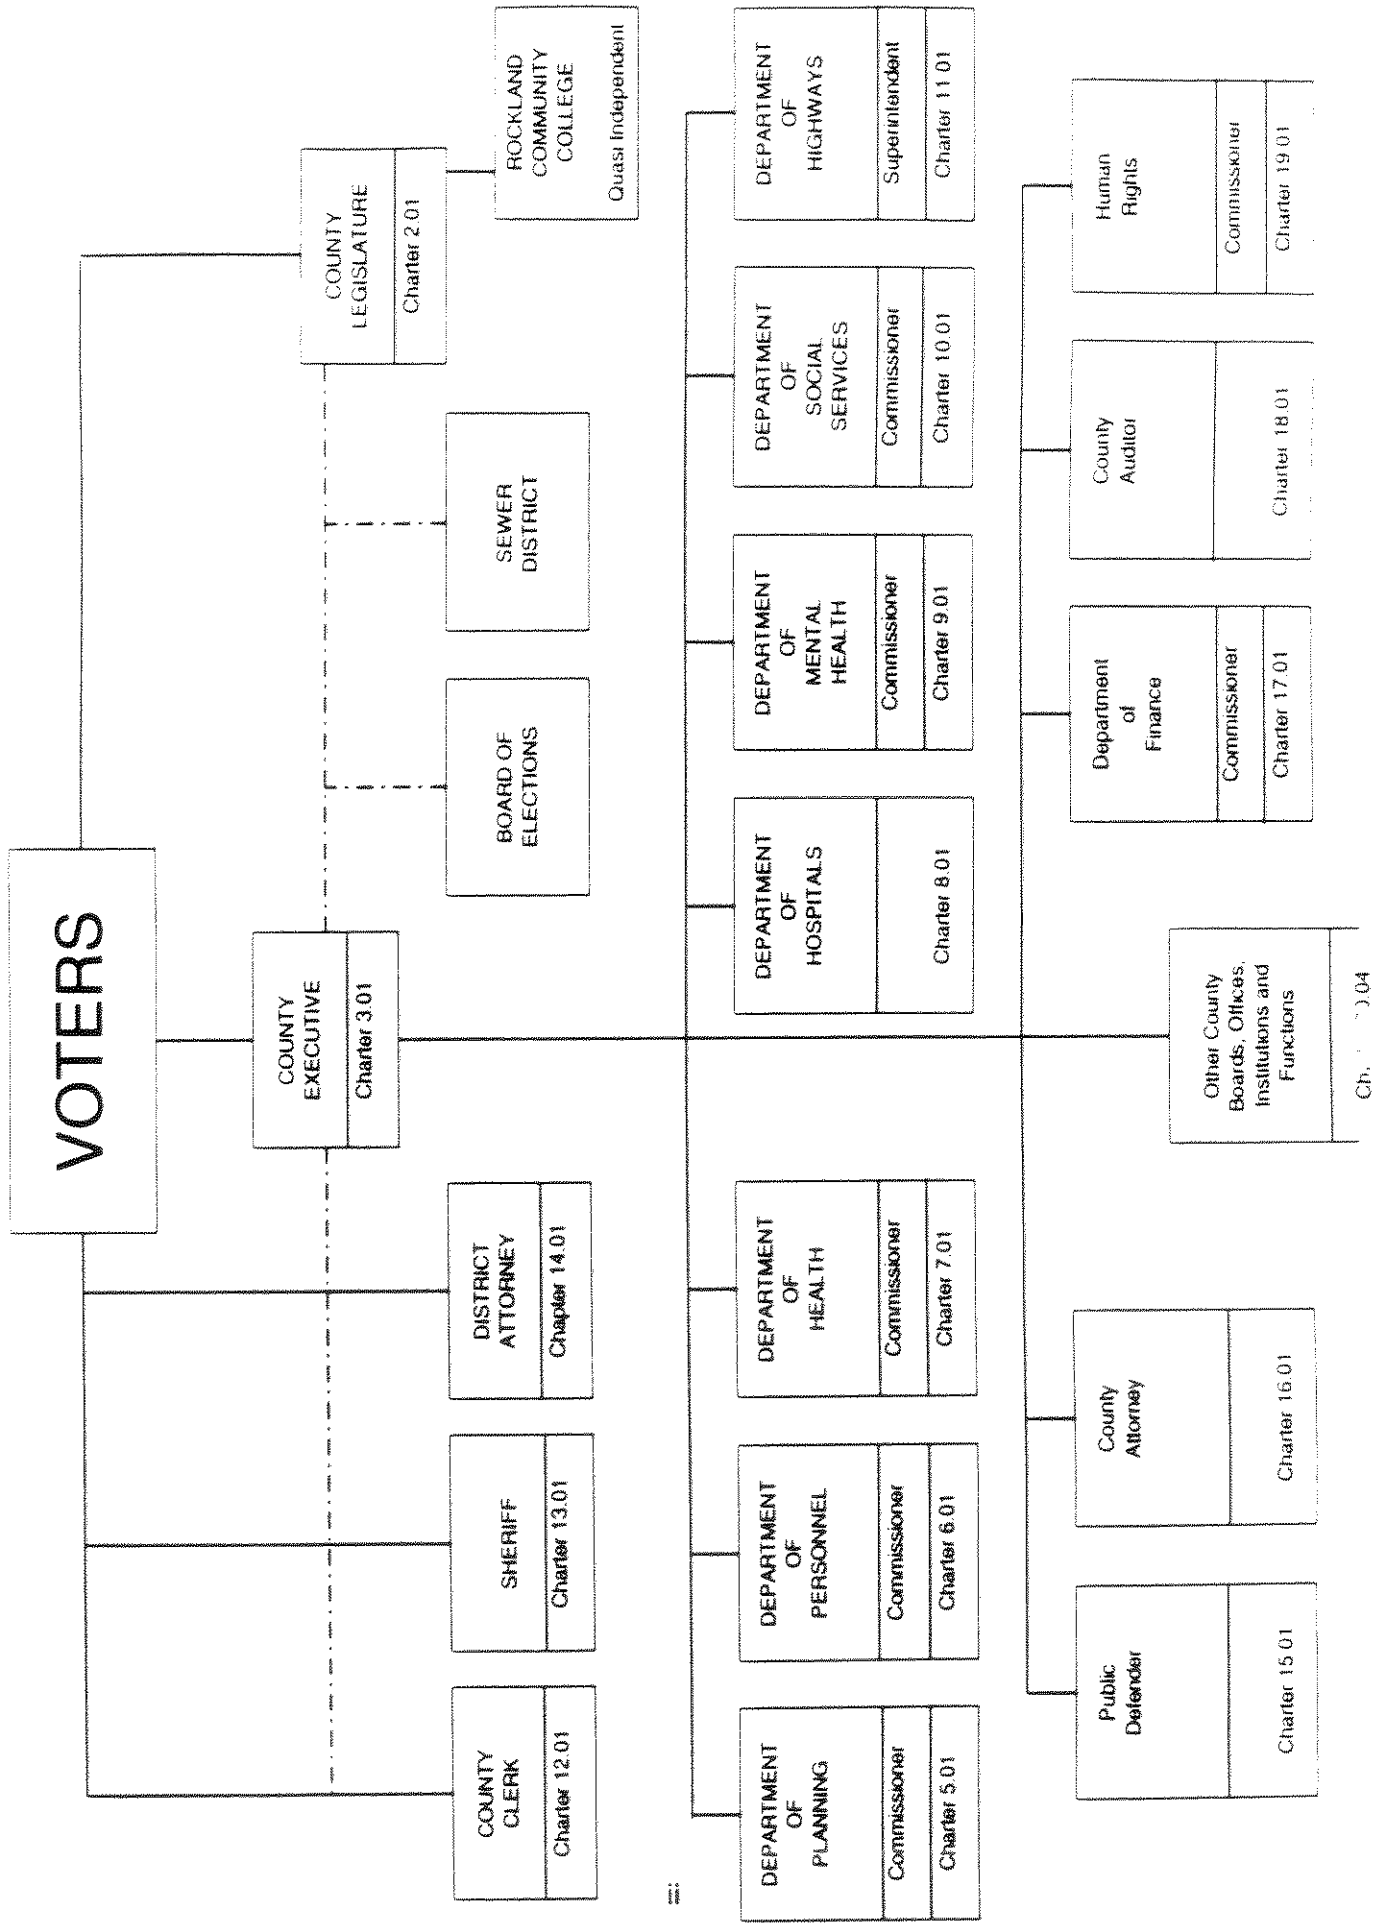 VOTERS
COUNTY
EXECUTIVE
Charter 3.01
COUNTY
LEGISLATURE
Charter 2.01
COUNTY
CLERK
Charter 12.01
SHERIFF
Charter 13.01
DISTRICT
ATTORNEY
Chapter 14.01
BOARD OF
ELECTIONS
SEWER
DISTRICT
ROCKLAND
COMMUNITY
COLLEGE
Quasi Independent
DEPARTMENT
OF
PLANNING
Commissioner
Charter 5.01
DEPARTMENT
OF
PERSONNEL
Commissioner
Charter 6.01
DEPARTMENT
OF
HEALTH
Commissioner
Charter 7.01
DEPARTMENT
OF
HOSPITALS
Charter 8.01
DEPARTMENT
OF
MENTAL
HEALTH
Commissioner
Charter 9.01
DEPARTMENT
OF
SOCIAL
SERVICES
Commissioner
Charter 10.01
DEPARTMENT
OF
HIGHWAYS
Superintendent
Charter 11.01
Public
Defender
Charter 15.01
County
Attorney
Charter 16.01
Other County
Boards, Offices,
Institutions and
Functions
Ch.
Department
of
Finance
Commissioner
Charter 17.01
County
Auditor
Charter 18.01
Human
Rights
Commissioner
Charter 19.01
iii